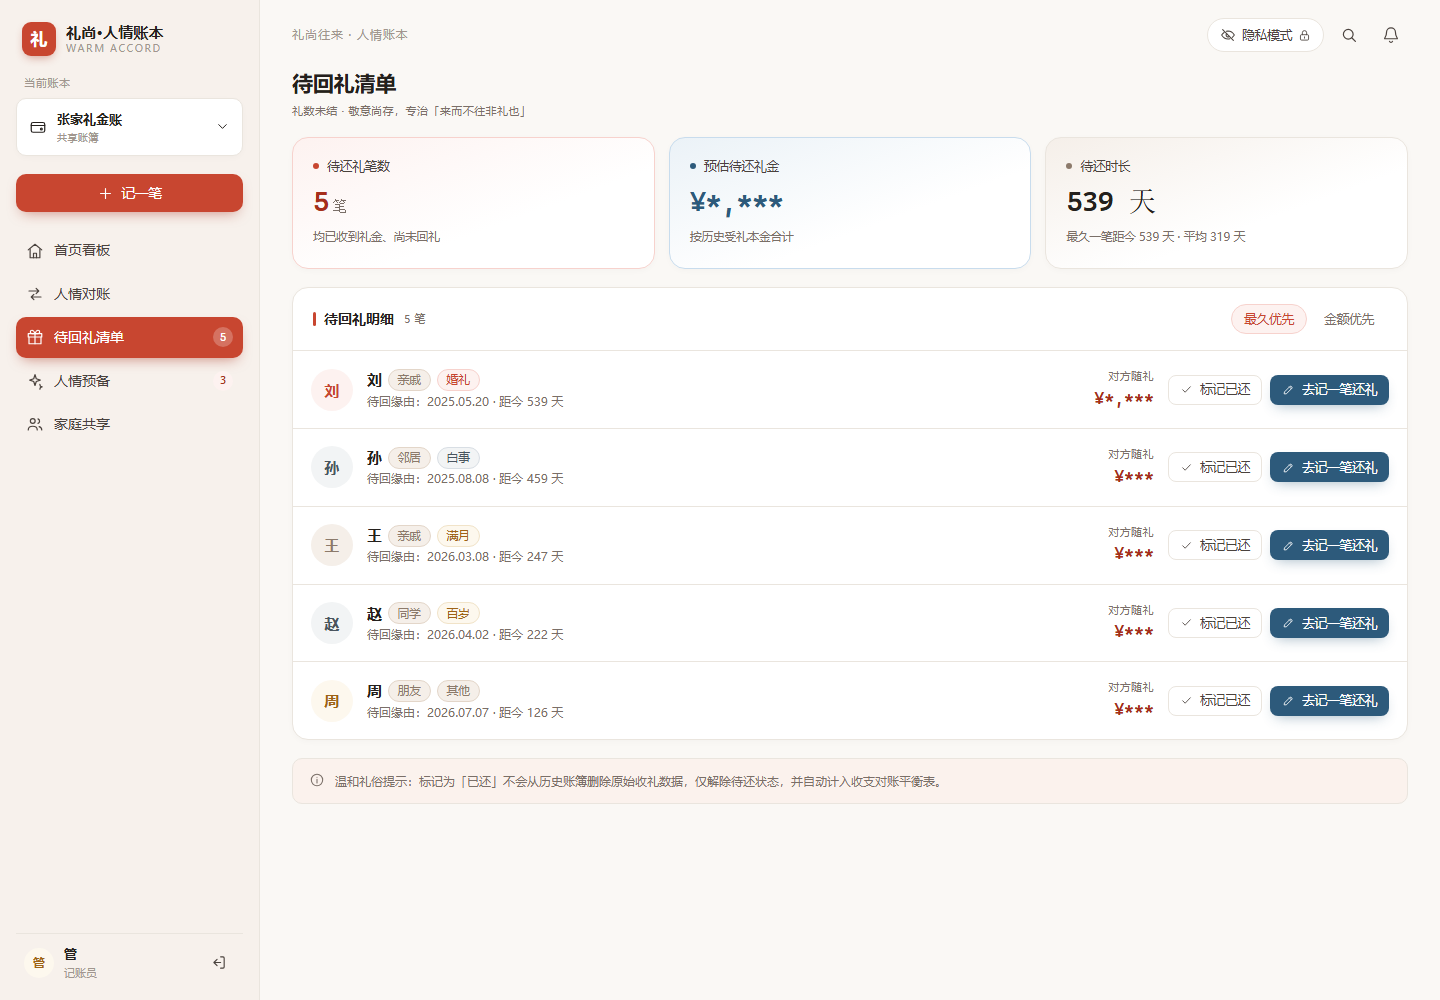 礼
礼尚·人情账本
WARM ACCORD
当前账本
张家礼金账
共享账簿
记一笔
首页看板
人情对账
待回礼清单
5
人情预备
3
家庭共享
管
管
记账员
礼尚往来 · 人情账本
隐私模式
待回礼清单
礼数未结 · 敬意尚存，专治「来而不往非礼也」
待还礼笔数
5 笔
均已收到礼金、尚未回礼
预估待还礼金
¥*,***
按历史受礼本金合计
待还时长
539 天
最久一笔距今 539 天 · 平均 319 天
待回礼明细 5 笔
最久优先 金额优先
刘
刘 亲戚 婚礼
待回缘由：2025.05.20 · 距今 539 天
对方随礼
¥*,***
标记已还
去记一笔还礼
孙
孙 邻居 白事
待回缘由：2025.08.08 · 距今 459 天
对方随礼
¥***
标记已还
去记一笔还礼
王
王 亲戚 满月
待回缘由：2026.03.08 · 距今 247 天
对方随礼
¥***
标记已还
去记一笔还礼
赵
赵 同学 百岁
待回缘由：2026.04.02 · 距今 222 天
对方随礼
¥***
标记已还
去记一笔还礼
周
周 朋友 其他
待回缘由：2026.07.07 · 距今 126 天
对方随礼
¥***
标记已还
去记一笔还礼
温和礼俗提示：标记为「已还」不会从历史账簿删除原始收礼数据，仅解除待还状态，并自动计入收支对账平衡表。